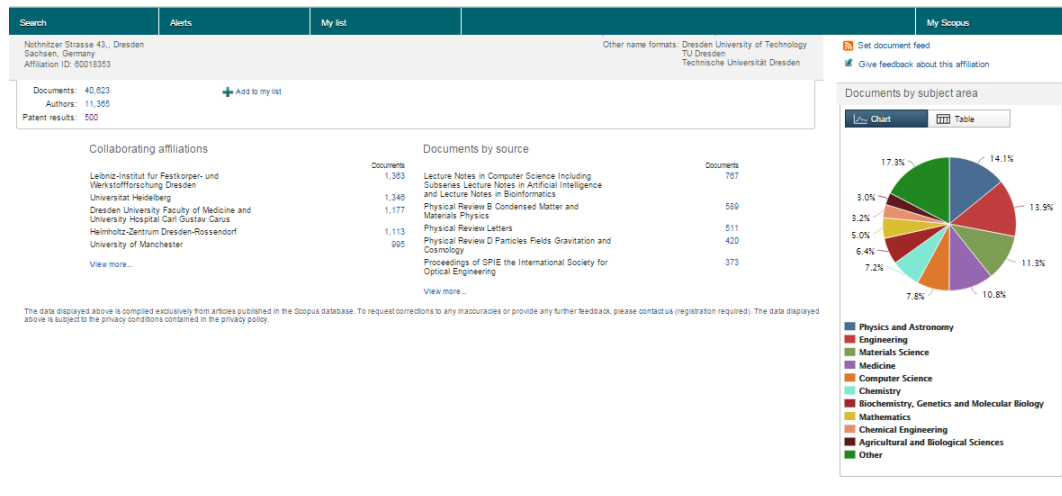 Search Alerts My list My Scopus
Nothnitzer Strasse 43,, Dresden
Sachsen, Germany
Affiliation ID: 60018353
Other name formats: Dresden University of Technology
TU Dresden
Technische Universität Dresden
Documents: 40,623
Authors: 11,365
Patent results: 500
Add to my list
Collaborating affiliations
Documents
Leibniz-Institut fur Festkorper- und
Werkstoffforschung Dresden 1,363
Universitat Heidelberg 1,346
Dresden University Faculty of Medicine and 1,177
University Hospital Carl Gustav Carus
Helmholtz-Zentrum Dresden-Rossendorf 1,113
University of Manchester 995
View more...
Documents by source
Documents
Lecture Notes in Computer Science Including 767
Subseries Lecture Notes in Artificial Intelligence
and Lecture Notes in Bioinformatics
Physical Review B Condensed Matter and 589
Materials Physics
Physical Review Letters 511
Physical Review D Particles Fields Gravitation and 420
Cosmology
Proceedings of SPIE the International Society for 373
Optical Engineering
View more...
The data displayed above is compiled exclusively from articles published in the Scopus database. To request corrections to any inaccuracies or provide any further feedback, please contact us (registration required). The data displayed
above is subject to the privacy conditions contained in the privacy policy.
Set document feed
Give feedback about this affiliation
Documents by subject area
Chart Table
17.3% 14.1%
3.0%
3.2% 13.9%
5.0%
6.4%
7.2% 11.3%
7.8% 10.8%
Physics and Astronomy
Engineering
Materials Science
Medicine
Computer Science
Chemistry
Biochemistry, Genetics and Molecular Biology
Mathematics
Chemical Engineering
Agricultural and Biological Sciences
Other